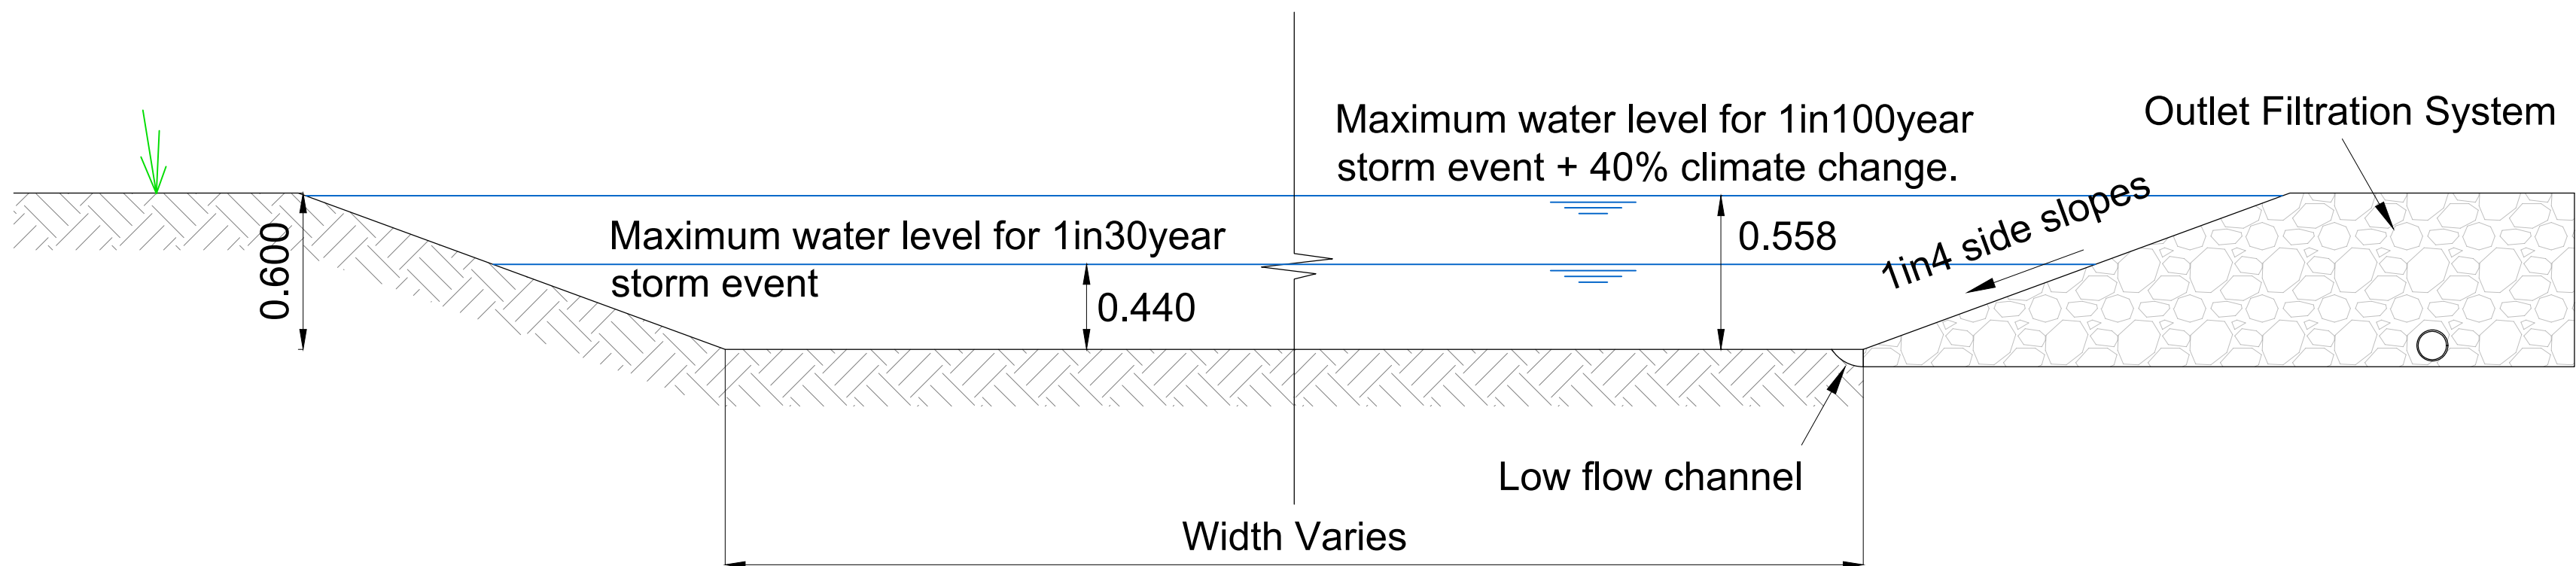 Maximum water level for 1in100year
storm event + 40% climate change.
Outlet Filtration System
1in4 side slopes
0.600
Maximum water level for 1in30year
storm event
0.440
0.558
Low flow channel
Width Varies